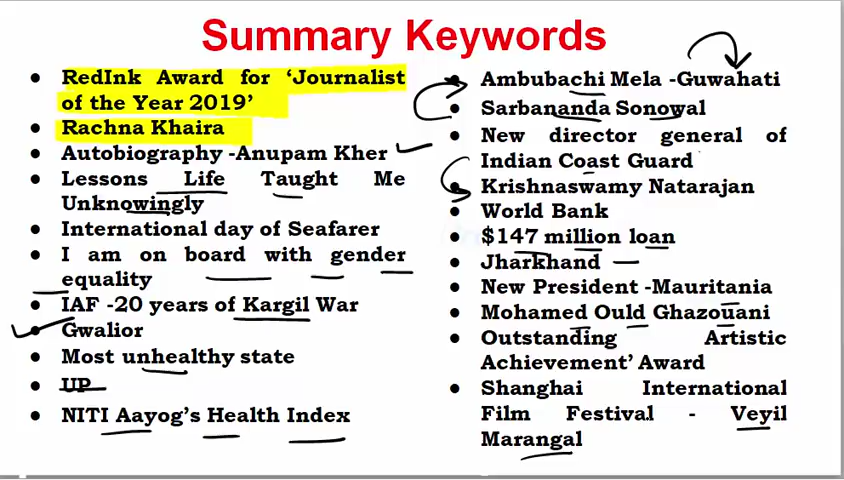 Summary Keywords
• RedInk Award for ‘Journalist
of the Year 2019’
• Rachna Khaira
• Autobiography -Anupam Kher
• Lessons Life Taught Me
Unknowingly
• International day of Seafarer
• I am on board with gender
equality
• IAF -20 years of Kargil War
• Gwalior
• Most unhealthy state
• UP
• NITI Aayog’s Health Index
• Ambubachi Mela -Guwahati
• Sarbananda Sonowal
• New director general of
Indian Coast Guard
• Krishnaswamy Natarajan
• World Bank
• $147 million loan
• Jharkhand
• New President -Mauritania
• Mohamed Ould Ghazouani
• Outstanding Artistic
Achievement’ Award
• Shanghai International
Film Festival - Veyil
Marangal